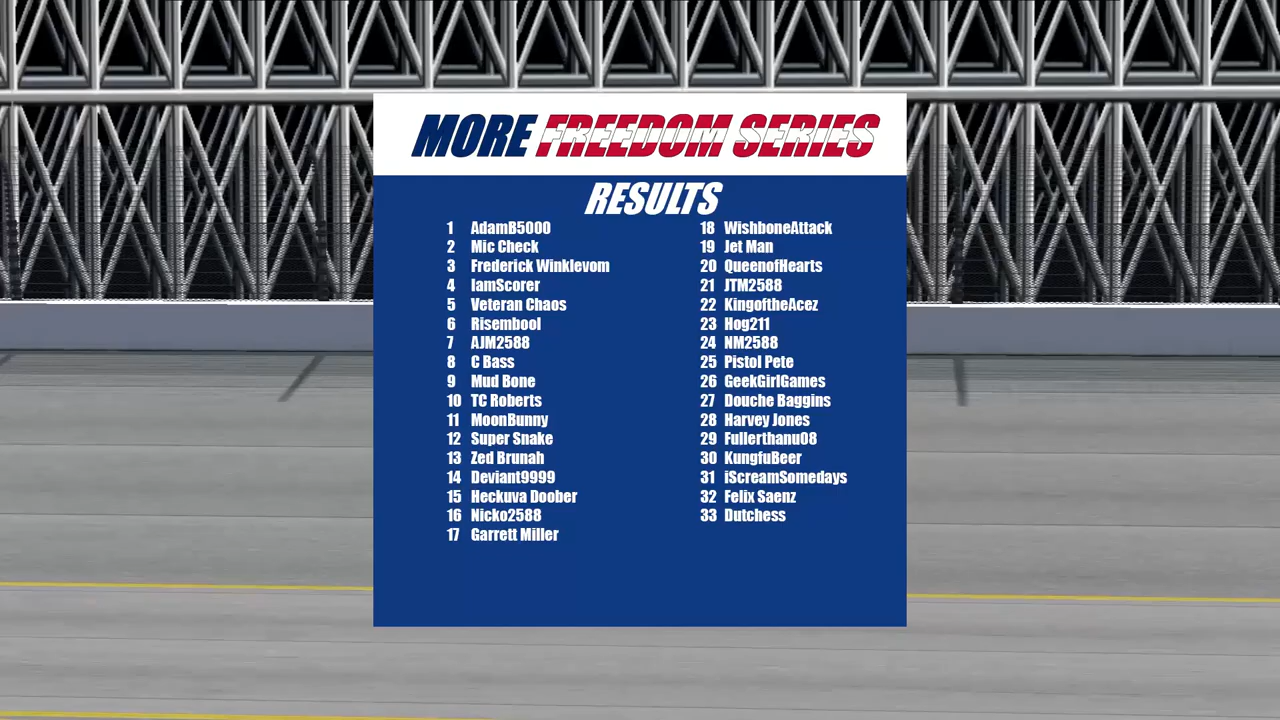 MORE FREEDOM SERIES
RESULTS
1 AdamB5000
2 Mic Check
3 Frederick Winklevom
4 IamScorer
5 Veteran Chaos
6 Risembool
7 AJM2588
8 C Bass
9 Mud Bone
10 TC Roberts
11 MoonBunny
12 Super Snake
13 Zed Brunah
14 Deviant9999
15 Heckuva Doober
16 Nicko2588
17 Garrett Miller
18 WishboneAttack
19 Jet Man
20 QueenofHearts
21 JTM2588
22 KingoftheAcez
23 Hog211
24 NM2588
25 Pistol Pete
26 GeekGirlGames
27 Douche Baggins
28 Harvey Jones
29 Fullerthanu08
30 KungfuBeer
31 iScreamSomedays
32 Felix Saenz
33 Dutchess